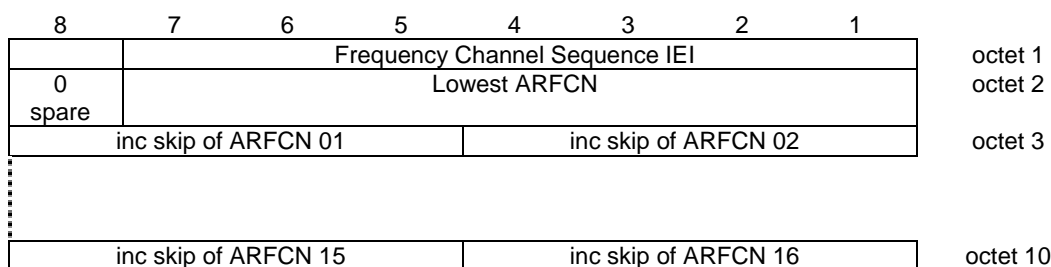 8 7 6 5 4 3 2 1
Frequency Channel Sequence IEI octet 1
0 Lowest ARFCN octet 2
spare
inc skip of ARFCN 01 inc skip of ARFCN 02 octet 3
inc skip of ARFCN 15 inc skip of ARFCN 16 octet 10